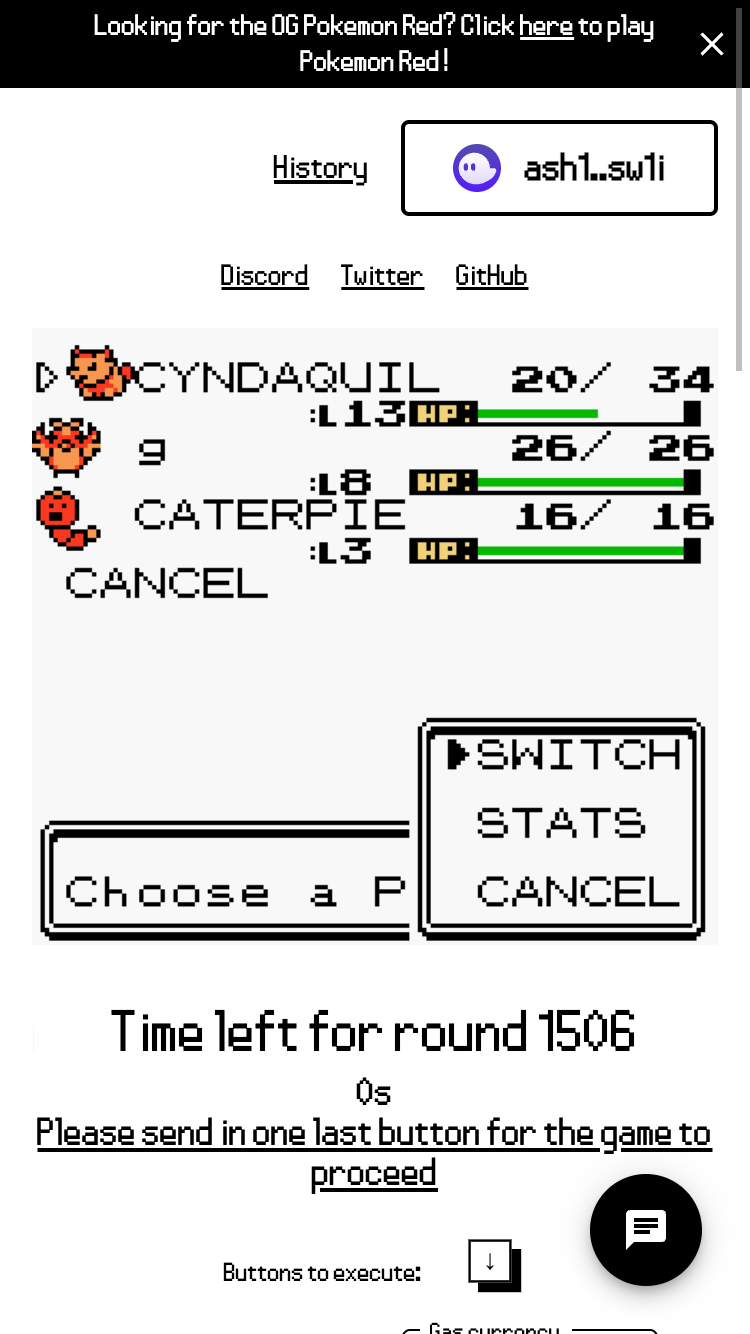 Looking for the OG Pokemon Red? Click here to play
Pokemon Red!
History
ash1..sw1i
Discord Twitter GitHub
CYNDAQUIL 20/ 34
:L13 HP:
g 26/ 26
:L8 HP:
CATERPIE 16/ 16
:L3 HP:
CANCEL
SWITCH
STATS
Choose a P
CANCEL
Time left for round 1506
0s
Please send in one last button for the game to
proceed
Buttons to execute: ↓
Gas currency